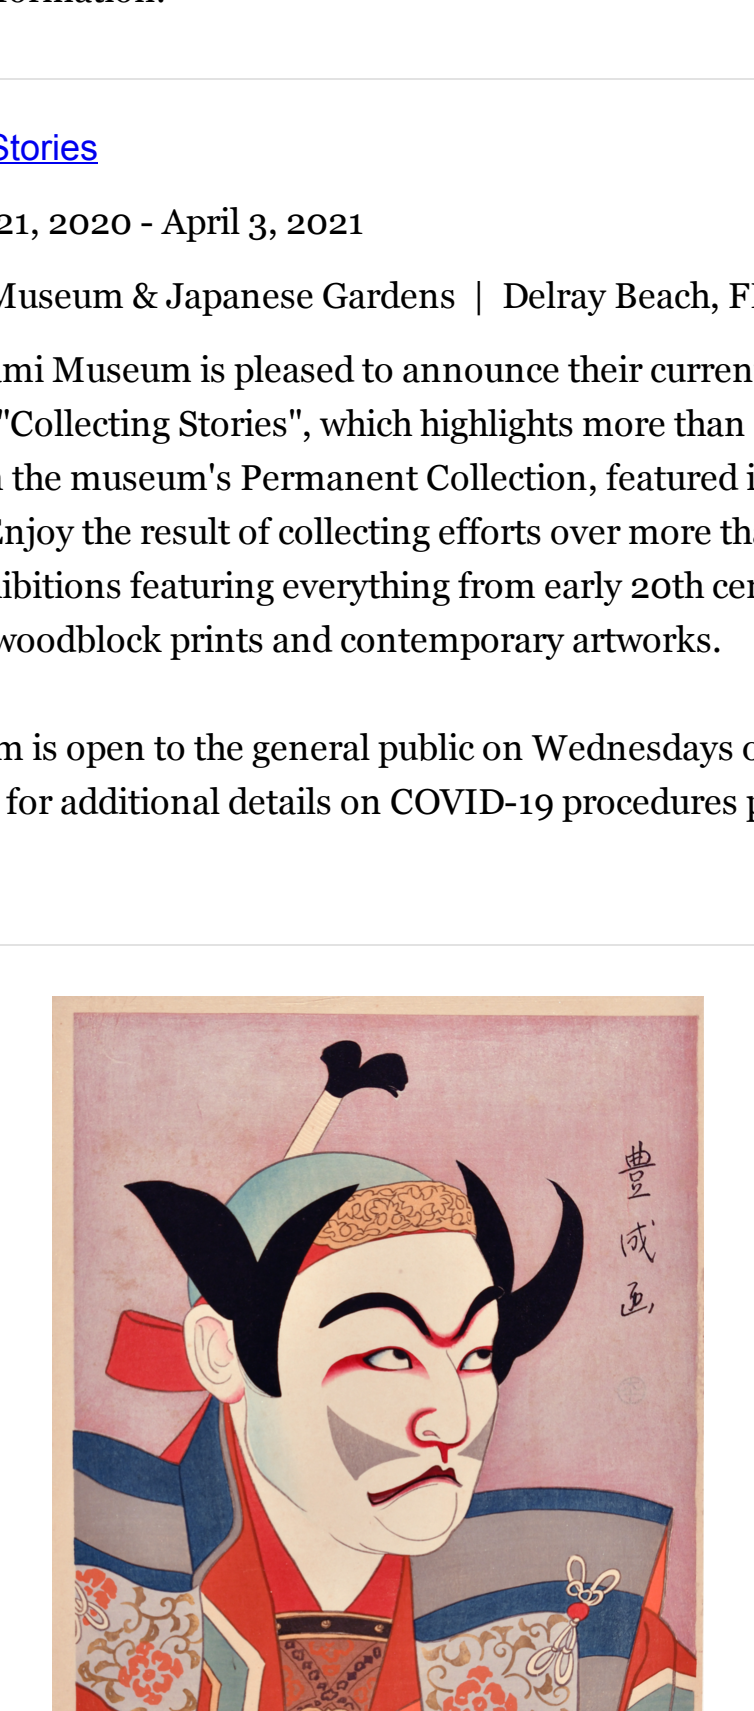 Stories
21, 2020 - April 3, 2021
Museum & Japanese Gardens | Delray Beach, F
mi Museum is pleased to announce their curren
"Collecting Stories", which highlights more than
the museum's Permanent Collection, featured i
Enjoy the result of collecting efforts over more tha
ibitions featuring everything from early 20th cer
woodblock prints and contemporary artworks.
m is open to the general public on Wednesdays o
for additional details on COVID-19 procedures p
豊成画